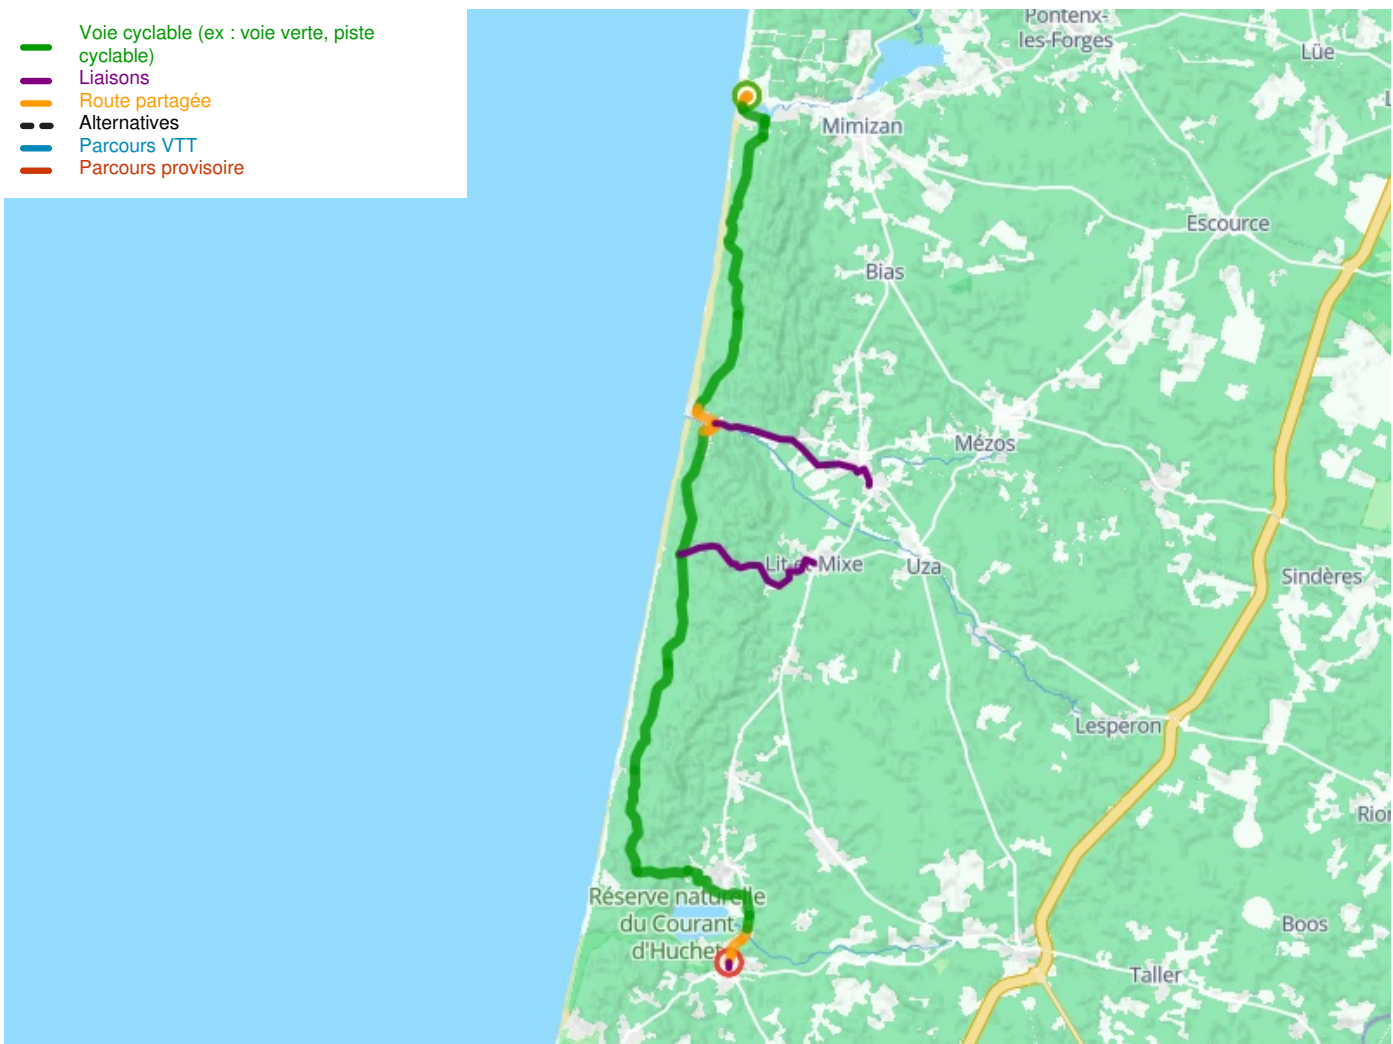 Voie cyclable (ex : voie verte, piste
cyclable)
Liaisons
Route partagée
Alternatives
Parcours VTT
Parcours provisoire
Pontenx-
les-Forges
Lüe
Mimizan
Escource
Bias
Mézos
Lit-et-Mixe
Uza
Sindères
Lesperon
Réserve naturelle
du Courant
d'Huchet
Boos
Taller